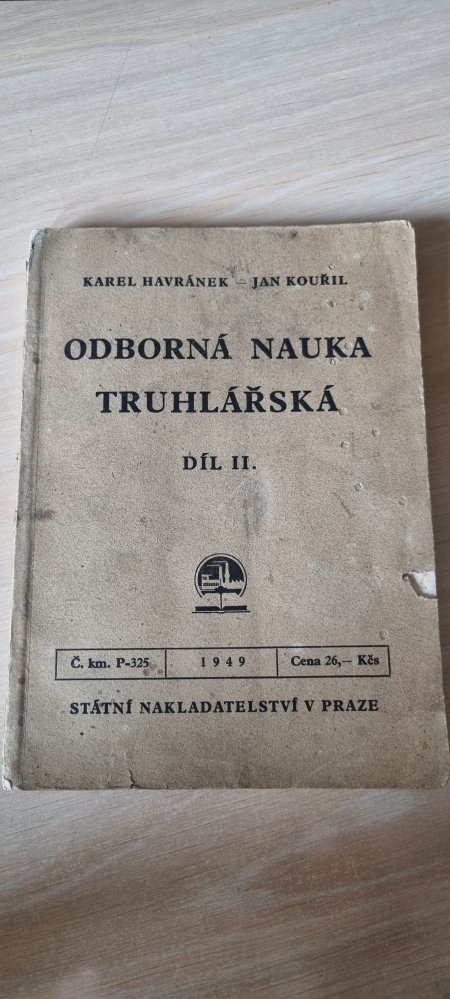 KAREL HAVRÁNEK – JAN KOUŘIL
ODBORNÁ NAUKA
TRUHLÁŘSKÁ
DÍL II.
Č. km. P-325 1949 Cena 26,— Kčs
STÁTNÍ NAKLADATELSTVÍ V PRAZE